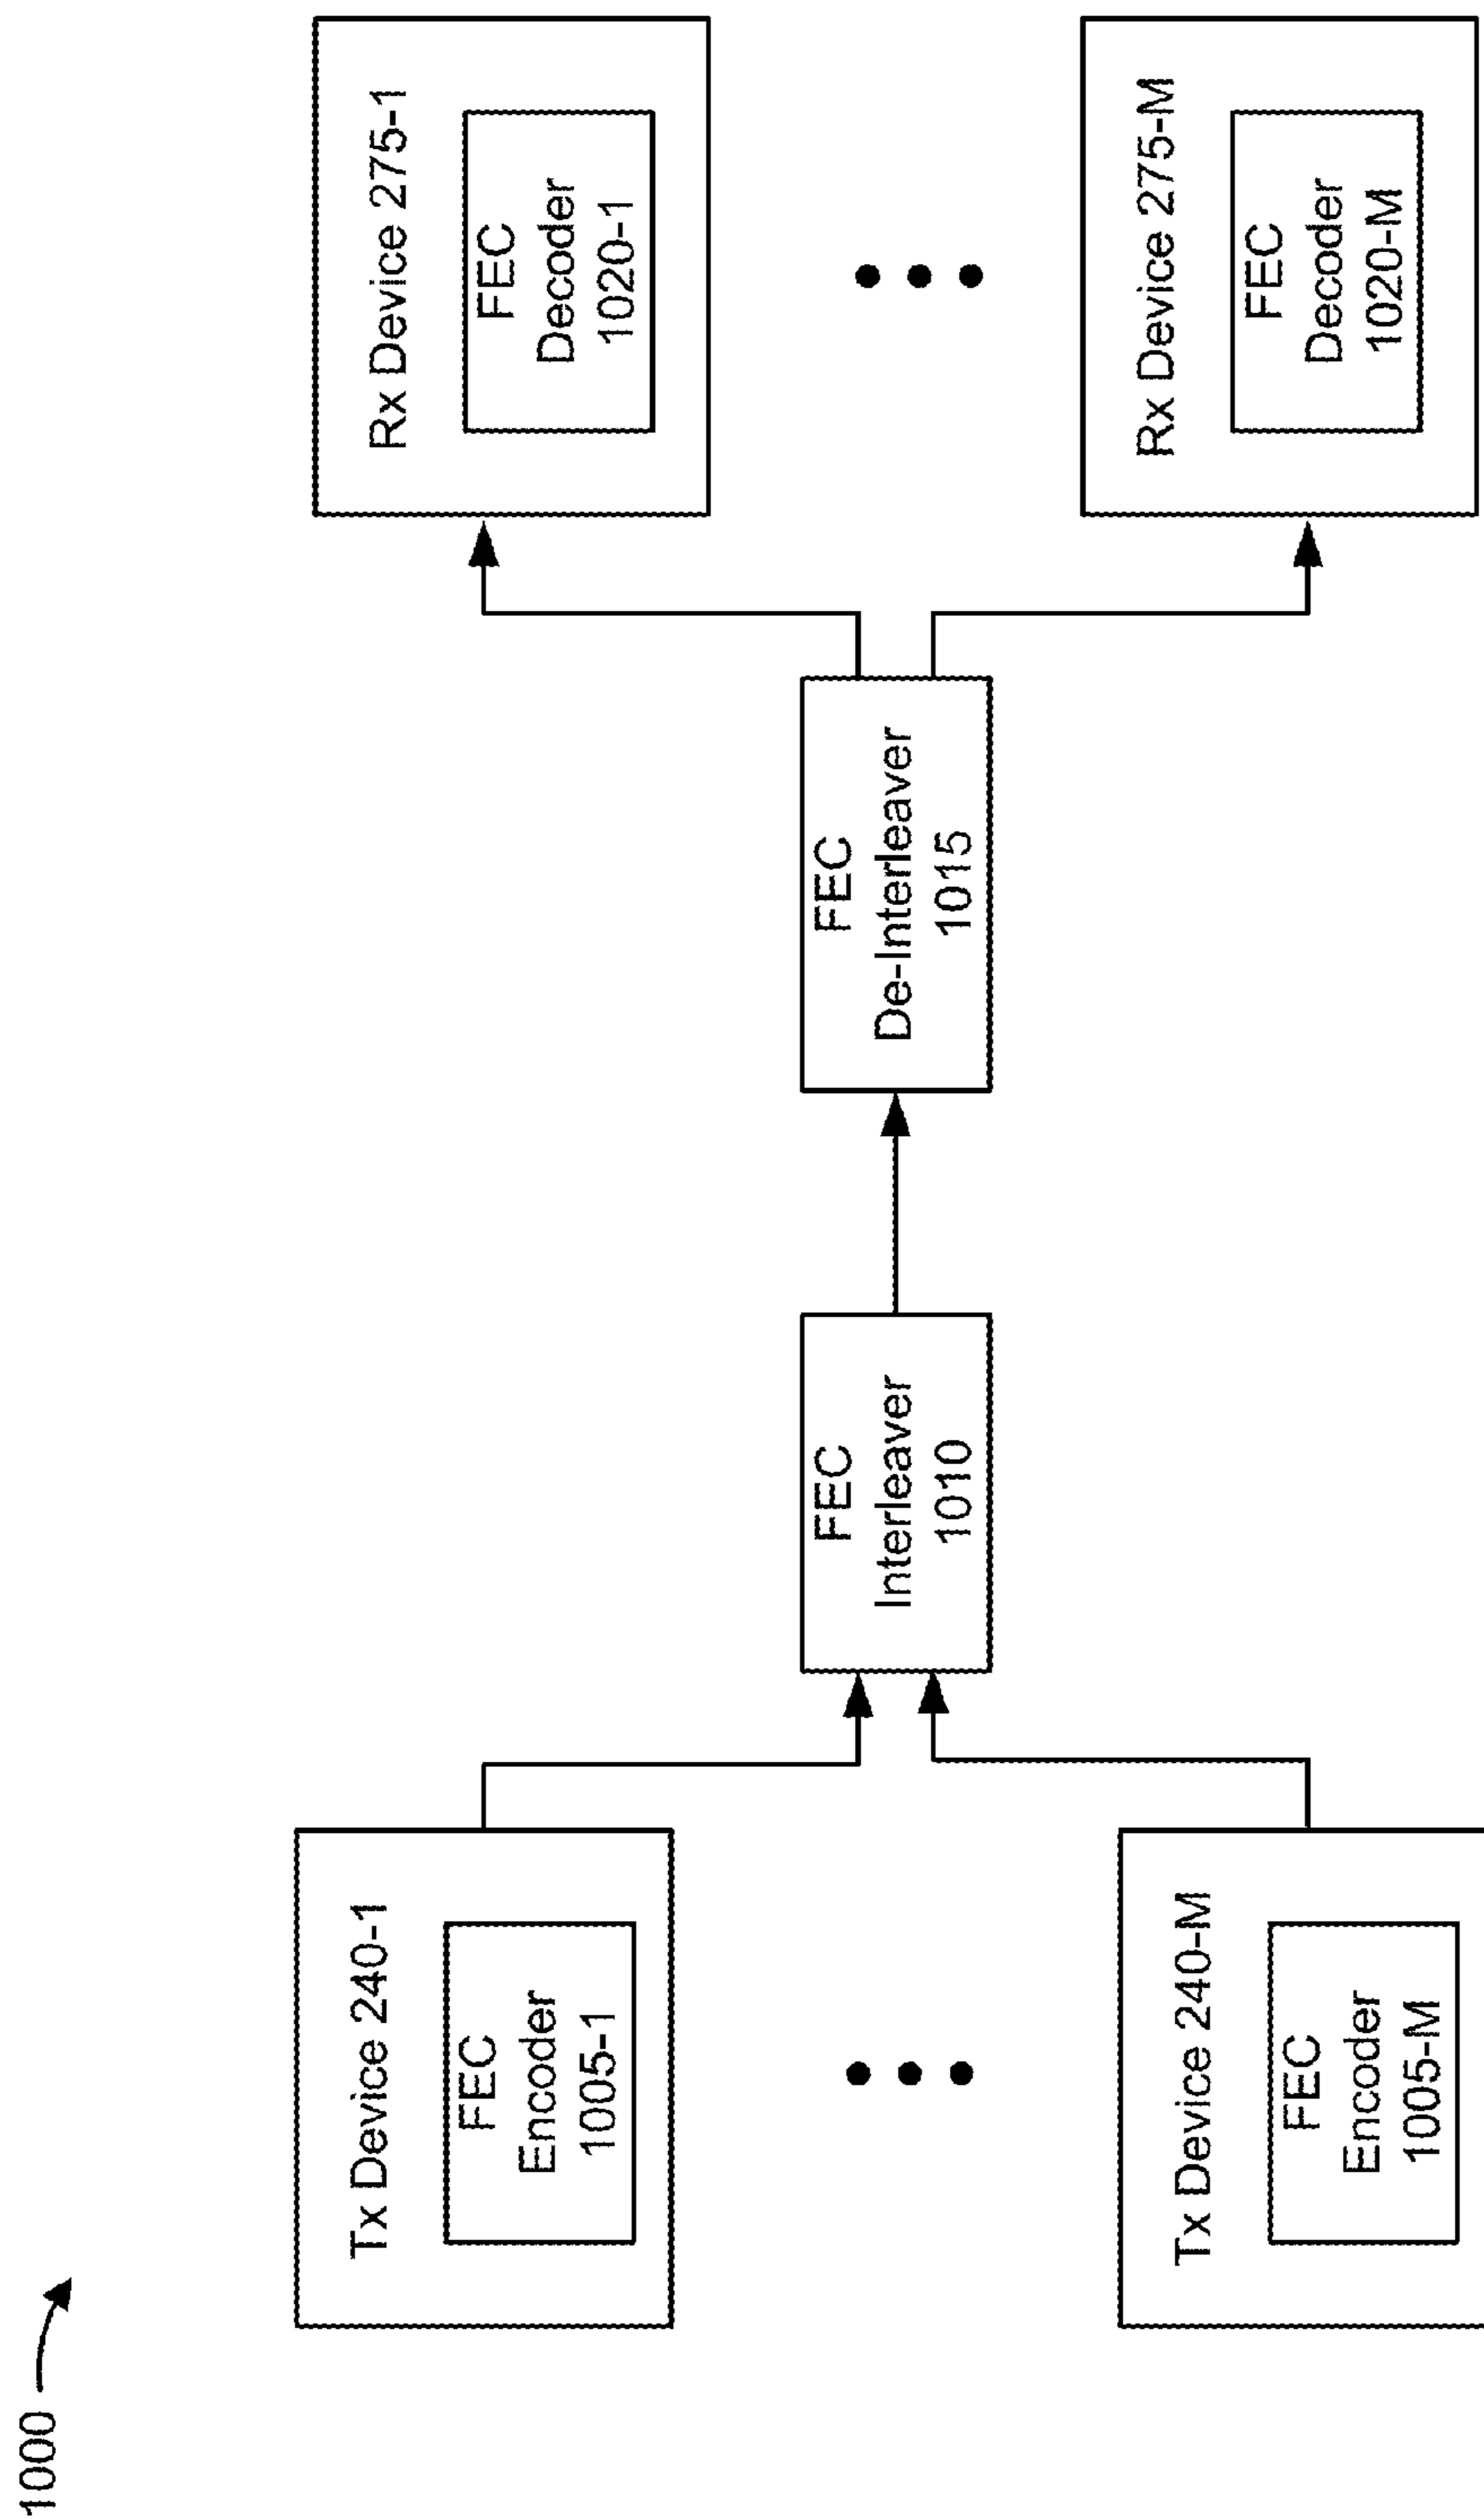 1000
Tx Device 240-1
FEC
Encoder
1005-1
Tx Device 240-M
FEC
Encoder
1005-M
FEC
Interleaver
1010
FEC
De-Interleaver
1015
Rx Device 275-1
FEC
Decoder
1020-1
Rx Device 275-M
FEC
Decoder
1020-M